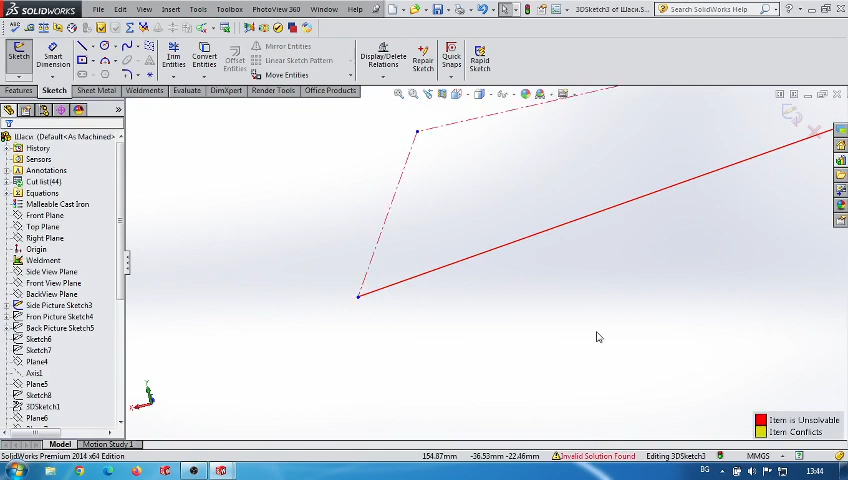 SOLIDWORKS File Edit View Insert Tools Toolbox PhotoView 360 Window Help 3DSketch3 of Шаси.S... Search SolidWorks Help
Sketch Smart Dimension Trim Entities Convert Entities Offset Entities Mirror Entities Linear Sketch Pattern Move Entities Display/Delete Relations Repair Sketch Quick Snaps Rapid Sketch
Features Sketch Sheet Metal Weldments Evaluate DimXpert Render Tools Office Products
Шаси (Default<As Machined>
History
Sensors
Annotations
Cut list(44)
Equations
Malleable Cast Iron
Front Plane
Top Plane
Right Plane
Origin
Weldment
Side View Plane
Front View Plane
BackView Plane
Side Picture Sketch3
Front Picture Sketch4
Back Picture Sketch5
Sketch6
Sketch7
Plane4
Axis1
Plane5
Sketch8
3DSketch1
Plane6
Y
X
Item is Unsolvable
Item Conflicts
Model Motion Study 1
SolidWorks Premium 2014 x64 Edition 154.87mm -36.53mm -22.46mm Invalid Solution Found Editing 3DSketch3 MMGS
BG 13:44